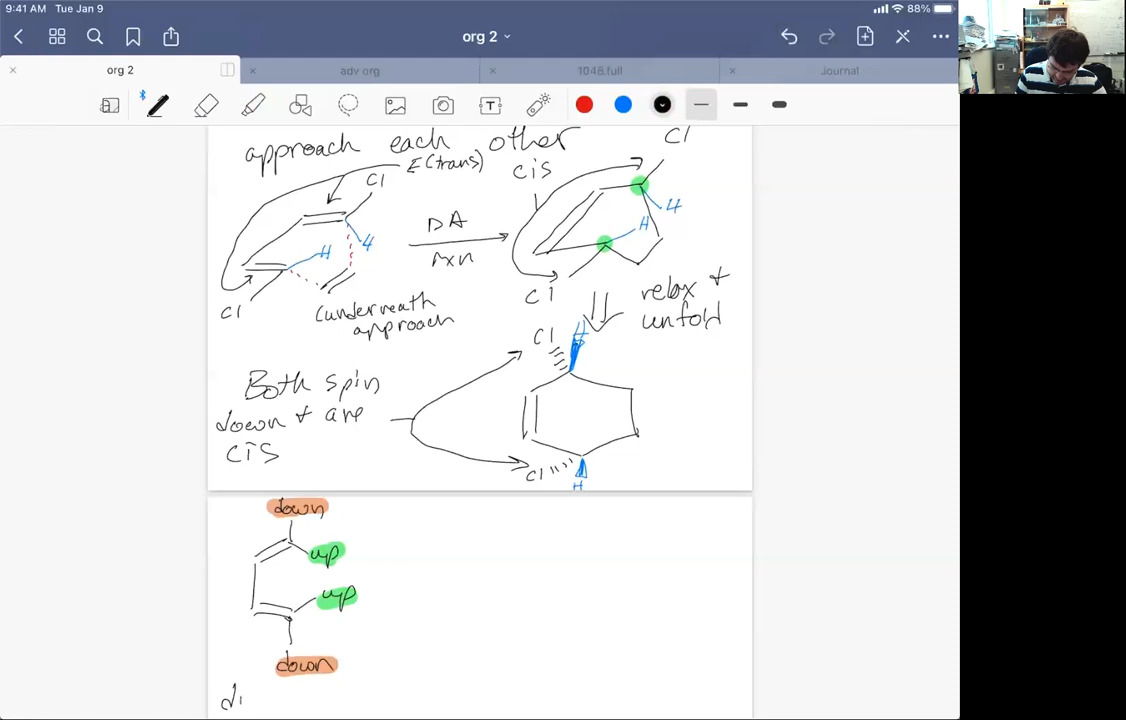 9:41 AM Tue Jan 9
88%
org 2
org 2
adv org
1046.full
Journal
T
approach each other
E(trans)
Cl
H
4
Cl
(underneath
approach
DA
rxn
cis
Cl
4
H
Cl
relax +
unfold
Cl
H
Cl
H
Both spin
down + are
cis
down
up
up
down